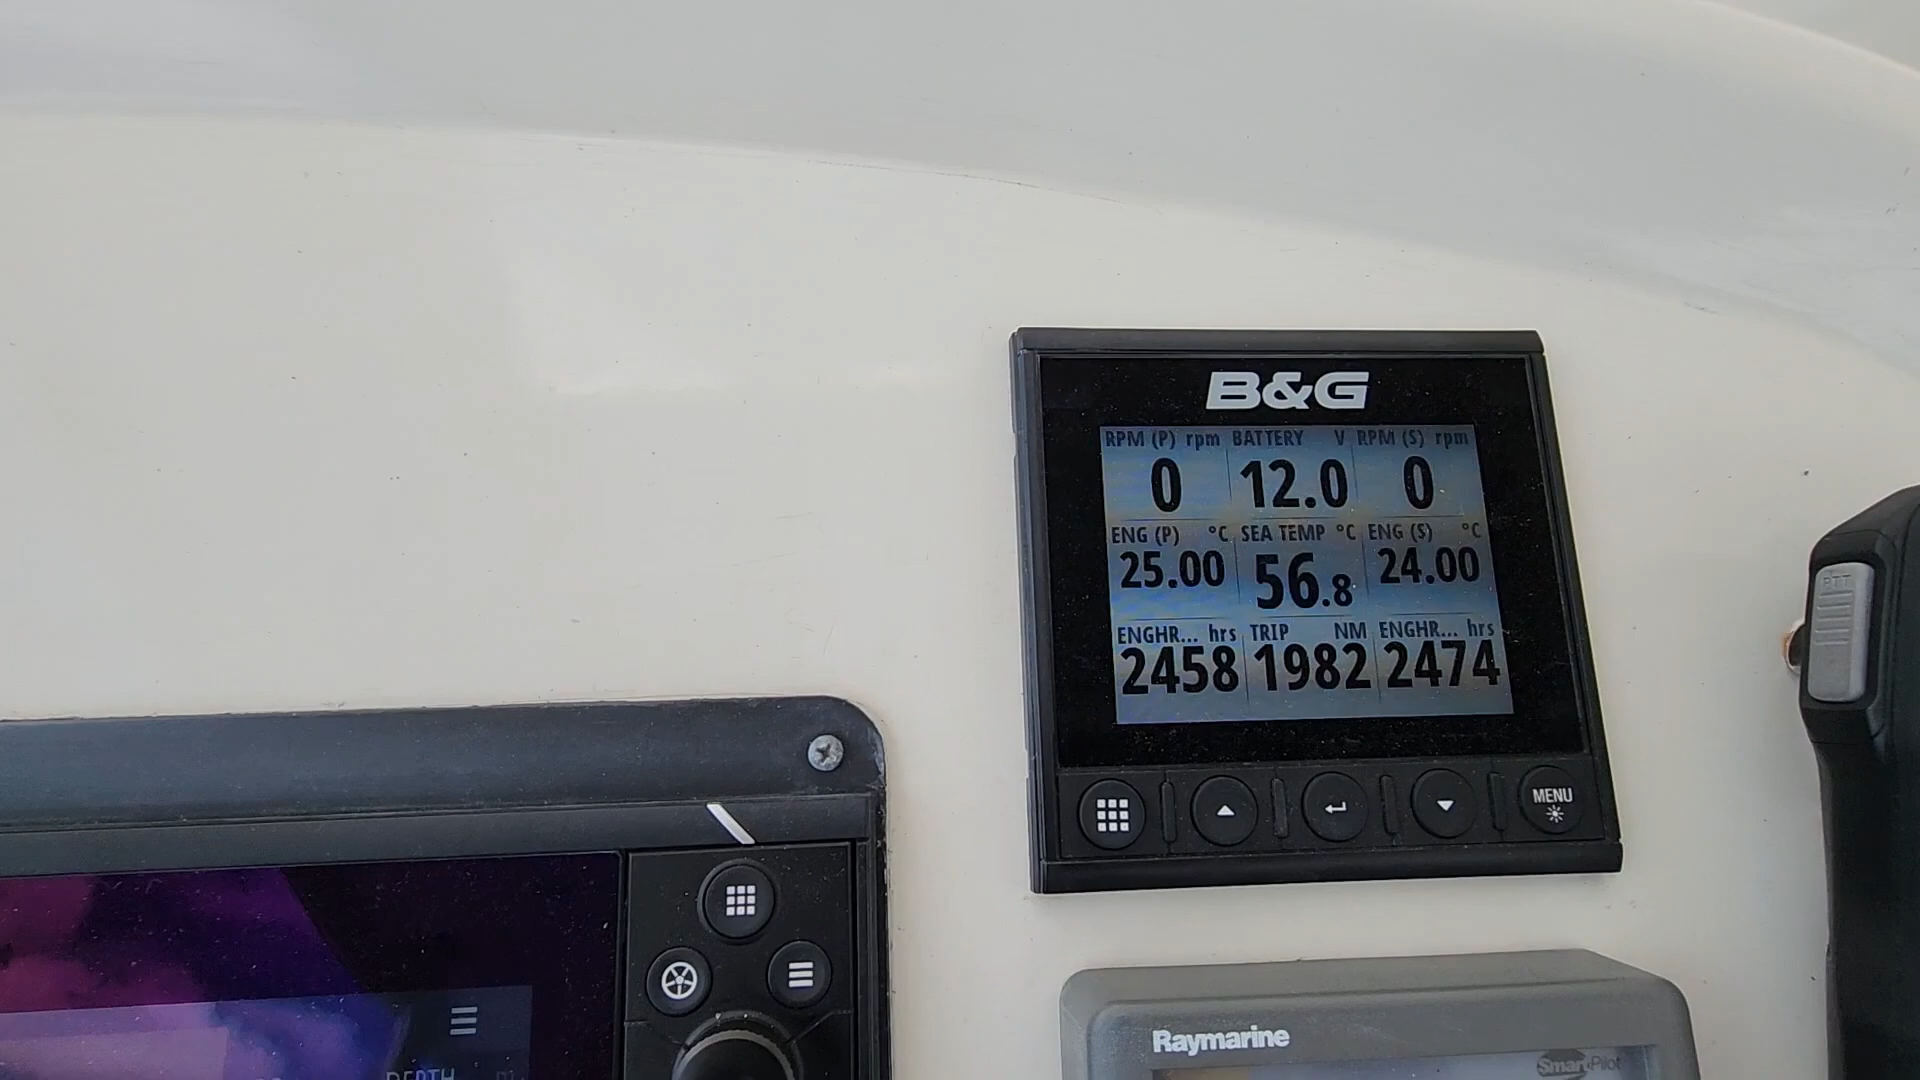 B&G
RPM (P) rpm BATTERY V RPM (S) rpm
0 12.0 0
ENG (P) °C SEA TEMP °C ENG (S) °C
25.00 56.8 24.00
ENGHR... hrs TRIP NM ENGHR... hrs
2458 1982 2474
MENU
PTT
Raymarine
SmartPilot
DEPTH